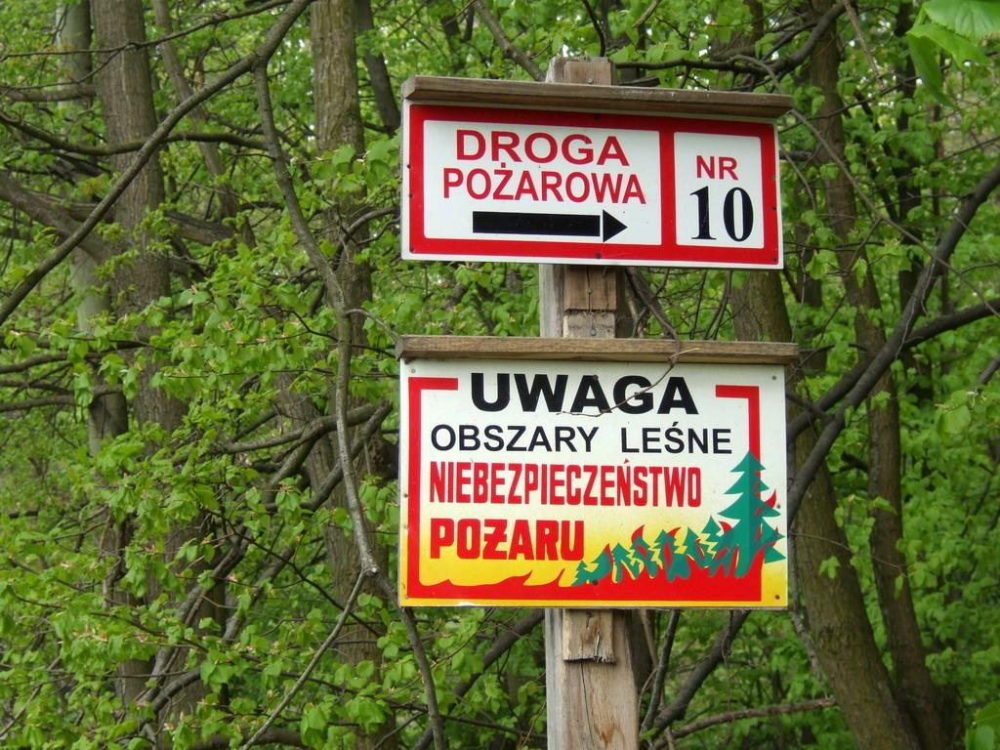 DROGA
POŻAROWA
NR
10
UWAGA
OBSZARY LEŚNE
NIEBEZPIECZEŃSTWO
POŻARU